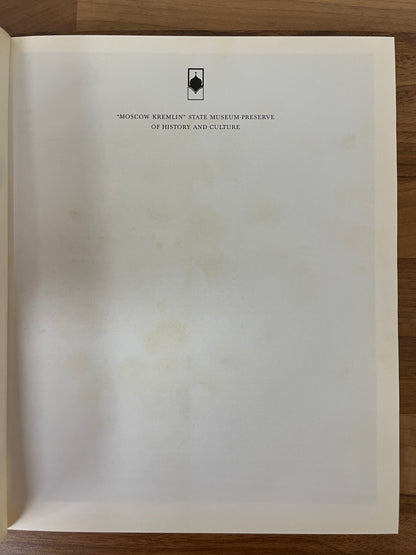 "MOSCOW KREMLIN" STATE MUSEUM-PRESERVE
OF HISTORY AND CULTURE